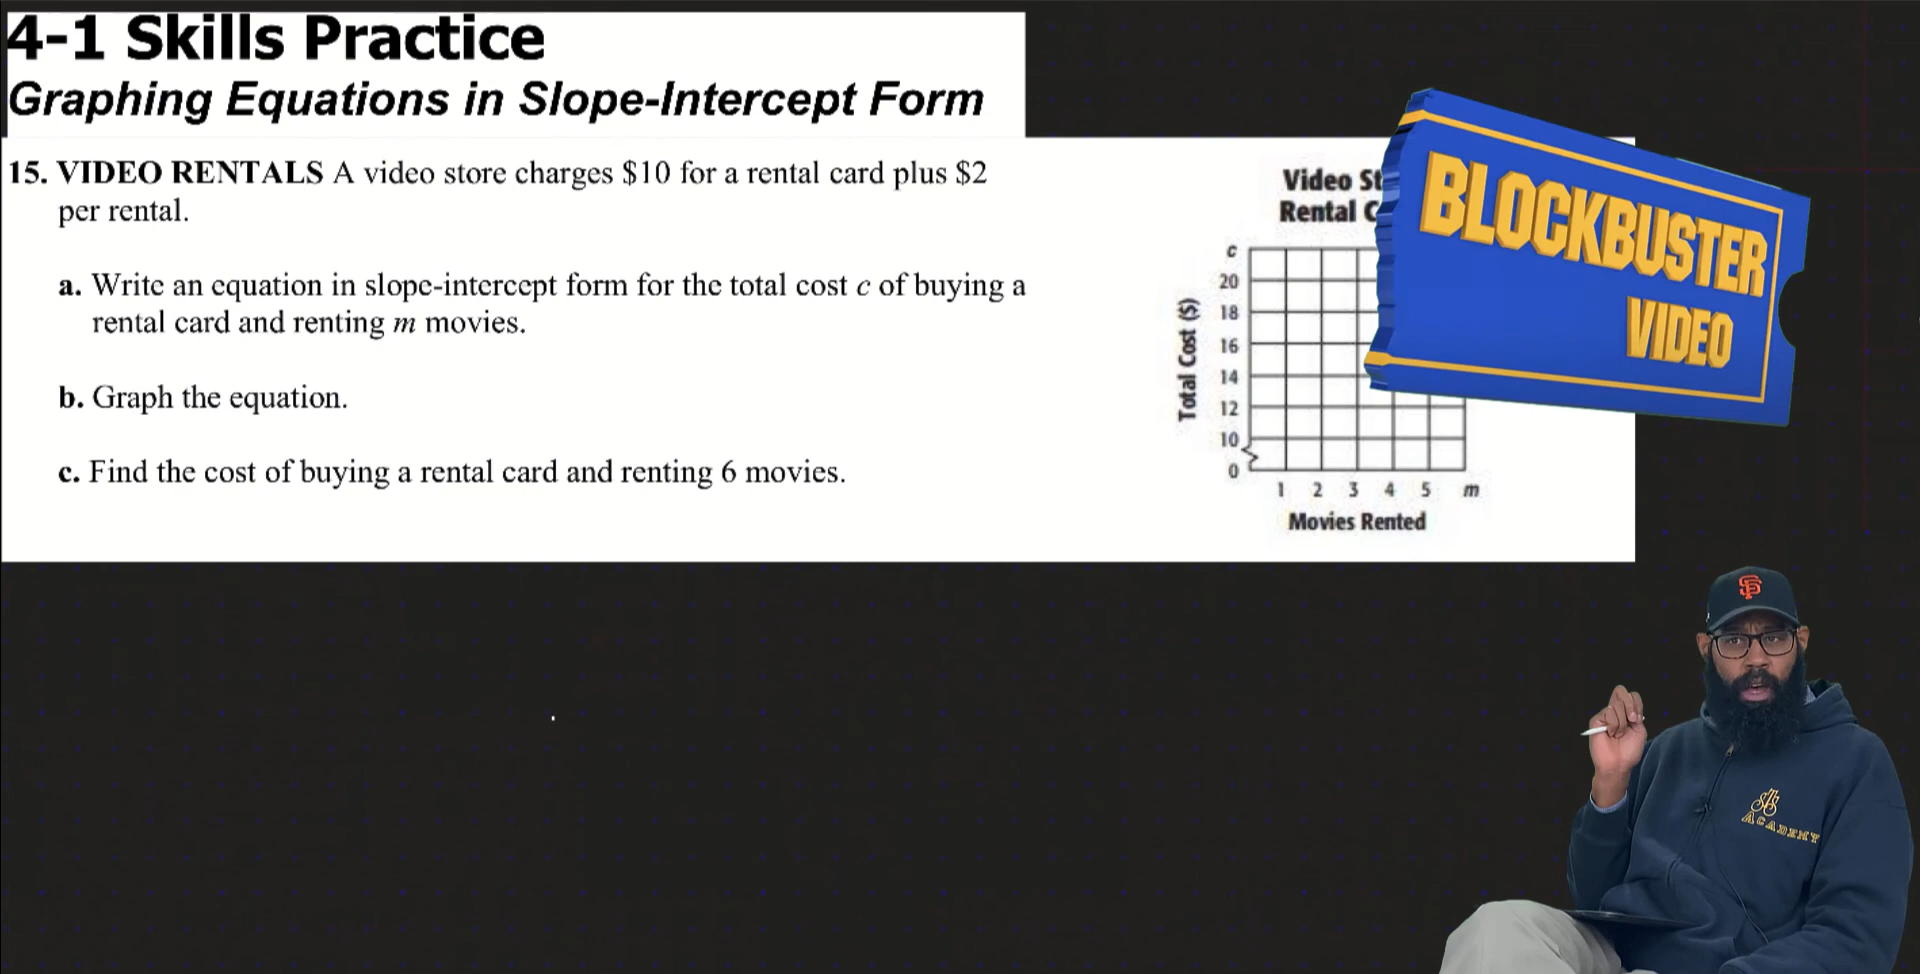 4-1 Skills Practice
Graphing Equations in Slope-Intercept Form
15. VIDEO RENTALS A video store charges $10 for a rental card plus $2
per rental.
a. Write an equation in slope-intercept form for the total cost c of buying a
rental card and renting m movies.
b. Graph the equation.
c. Find the cost of buying a rental card and renting 6 movies.
Video St
Rental C
c
20
18
16
14
12
10
0
Total Cost ($)
1 2 3 4 5 m
Movies Rented
BLOCKBUSTER
VIDEO
SF
ACADEMY